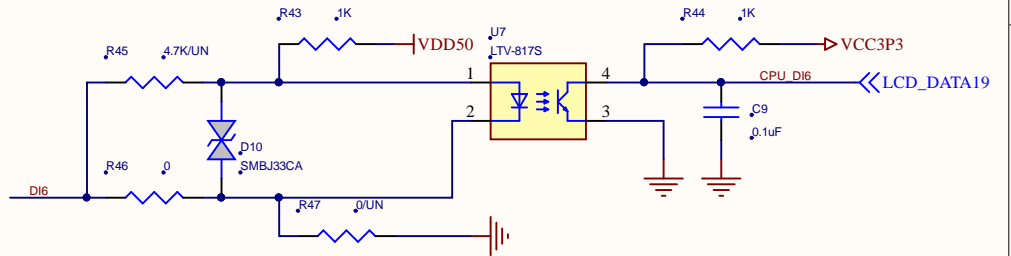 R43 1K
VDD50
R44 1K
VCC3P3
U7
LTV-817S
R45 4.7K/UN
1
4
CPU_DI6
LCD_DATA19
2
3
C9
0.1uF
D10
SMBJ33CA
R46 0
DI6
R47 0/UN